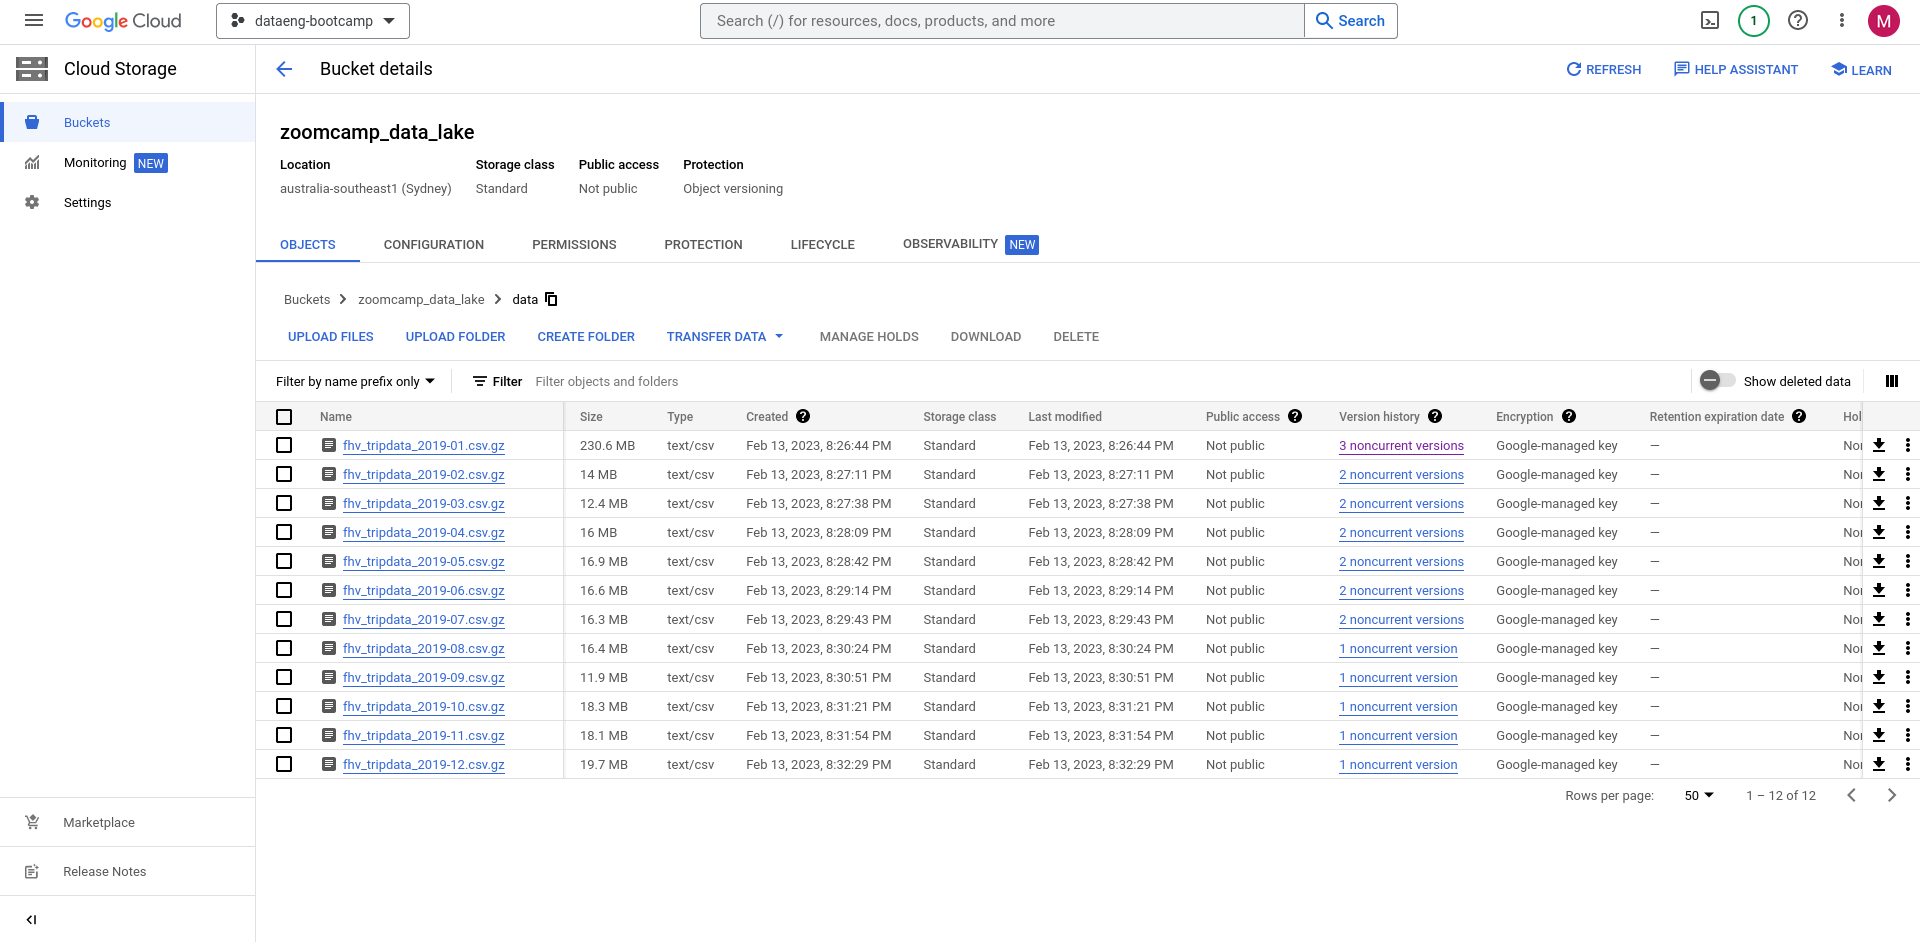 Google Cloud
dataeng-bootcamp
Search (/) for resources, docs, products, and more
Search
1
M
Cloud Storage
Bucket details
REFRESH
HELP ASSISTANT
LEARN
Buckets
Monitoring NEW
Settings
zoomcamp_data_lake
Location Storage class Public access Protection
australia-southeast1 (Sydney) Standard Not public Object versioning
OBJECTS CONFIGURATION PERMISSIONS PROTECTION LIFECYCLE OBSERVABILITY NEW
Buckets > zoomcamp_data_lake > data
UPLOAD FILES UPLOAD FOLDER CREATE FOLDER TRANSFER DATA MANAGE HOLDS DOWNLOAD DELETE
Filter by name prefix only Filter Filter objects and folders Show deleted data
Name Size Type Created Storage class Last modified Public access Version history Encryption Retention expiration date Hol
fhv_tripdata_2019-01.csv.gz 230.6 MB text/csv Feb 13, 2023, 8:26:44 PM Standard Feb 13, 2023, 8:26:44 PM Not public 3 noncurrent versions Google-managed key — Nor
fhv_tripdata_2019-02.csv.gz 14 MB text/csv Feb 13, 2023, 8:27:11 PM Standard Feb 13, 2023, 8:27:11 PM Not public 2 noncurrent versions Google-managed key — Nor
fhv_tripdata_2019-03.csv.gz 12.4 MB text/csv Feb 13, 2023, 8:27:38 PM Standard Feb 13, 2023, 8:27:38 PM Not public 2 noncurrent versions Google-managed key — Nor
fhv_tripdata_2019-04.csv.gz 16 MB text/csv Feb 13, 2023, 8:28:09 PM Standard Feb 13, 2023, 8:28:09 PM Not public 2 noncurrent versions Google-managed key — Nor
fhv_tripdata_2019-05.csv.gz 16.9 MB text/csv Feb 13, 2023, 8:28:42 PM Standard Feb 13, 2023, 8:28:42 PM Not public 2 noncurrent versions Google-managed key — Nor
fhv_tripdata_2019-06.csv.gz 16.6 MB text/csv Feb 13, 2023, 8:29:14 PM Standard Feb 13, 2023, 8:29:14 PM Not public 2 noncurrent versions Google-managed key — Nor
fhv_tripdata_2019-07.csv.gz 16.3 MB text/csv Feb 13, 2023, 8:29:43 PM Standard Feb 13, 2023, 8:29:43 PM Not public 2 noncurrent versions Google-managed key — Nor
fhv_tripdata_2019-08.csv.gz 16.4 MB text/csv Feb 13, 2023, 8:30:24 PM Standard Feb 13, 2023, 8:30:24 PM Not public 1 noncurrent version Google-managed key — Nor
fhv_tripdata_2019-09.csv.gz 11.9 MB text/csv Feb 13, 2023, 8:30:51 PM Standard Feb 13, 2023, 8:30:51 PM Not public 1 noncurrent version Google-managed key — Nor
fhv_tripdata_2019-10.csv.gz 18.3 MB text/csv Feb 13, 2023, 8:31:21 PM Standard Feb 13, 2023, 8:31:21 PM Not public 1 noncurrent version Google-managed key — Nor
fhv_tripdata_2019-11.csv.gz 18.1 MB text/csv Feb 13, 2023, 8:31:54 PM Standard Feb 13, 2023, 8:31:54 PM Not public 1 noncurrent version Google-managed key — Nor
fhv_tripdata_2019-12.csv.gz 19.7 MB text/csv Feb 13, 2023, 8:32:29 PM Standard Feb 13, 2023, 8:32:29 PM Not public 1 noncurrent version Google-managed key — Nor
Rows per page: 50 1 – 12 of 12
Marketplace
Release Notes